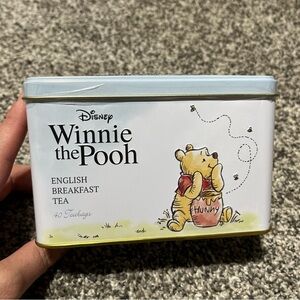 Disney
Winnie
the Pooh
ENGLISH
BREAKFAST
TEA
40 Teabags
HUNNY